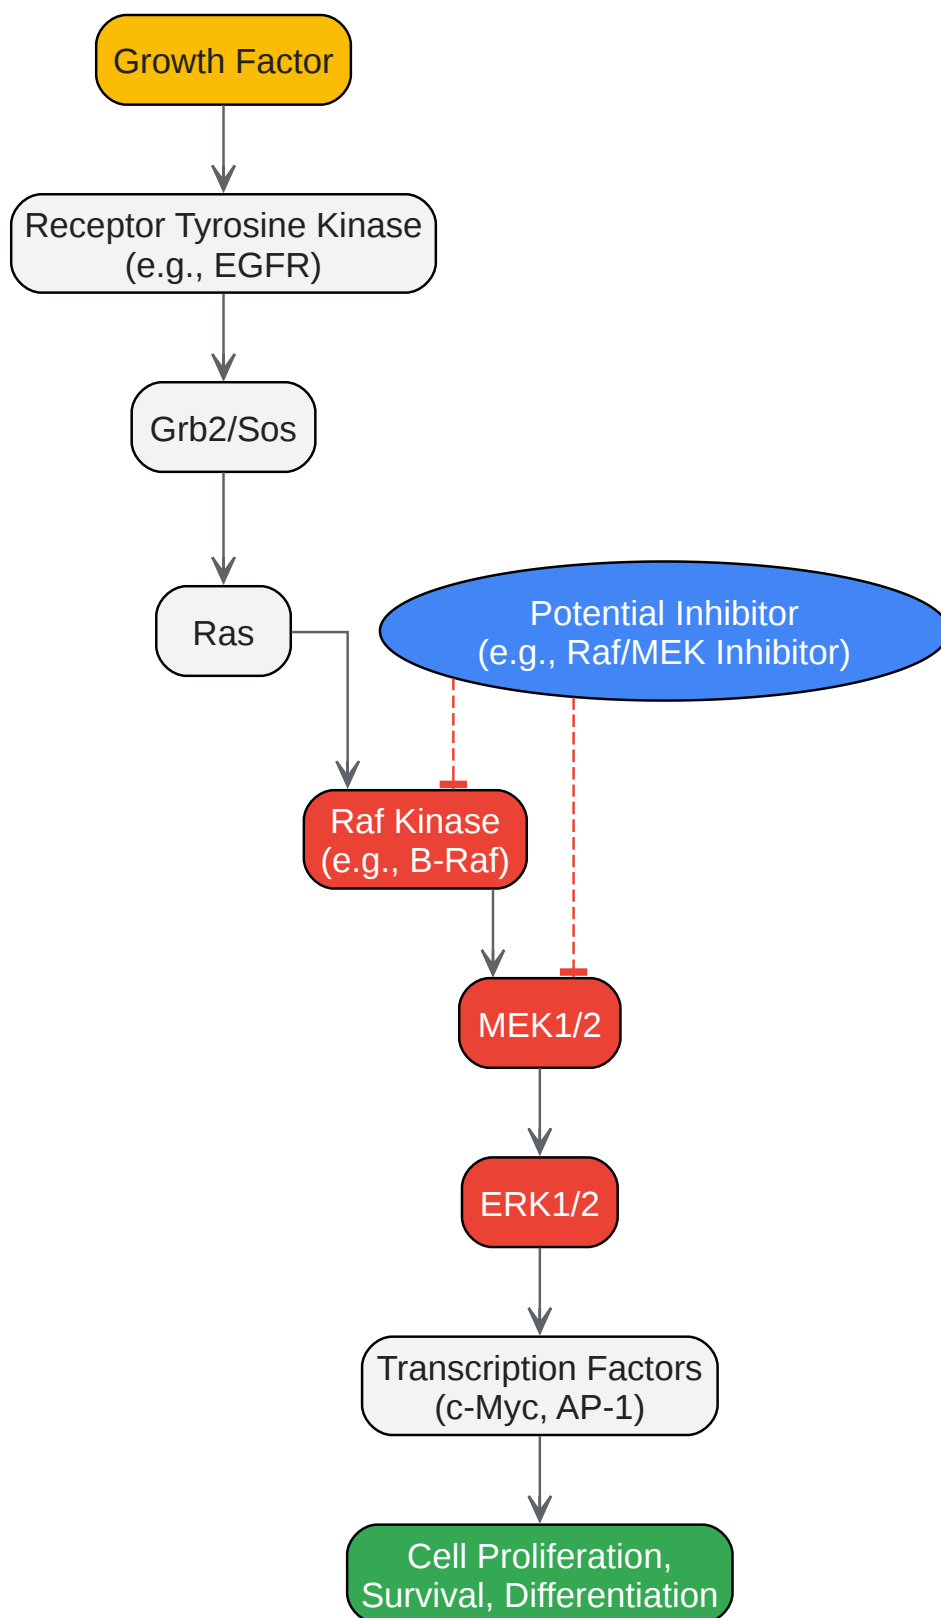 Growth Factor
Receptor Tyrosine Kinase
(e.g., EGFR)
Grb2/Sos
Ras
Potential Inhibitor
(e.g., Raf/MEK Inhibitor)
Raf Kinase
(e.g., B-Raf)
MEK1/2
ERK1/2
Transcription Factors
(c-Myc, AP-1)
Cell Proliferation,
Survival, Differentiation